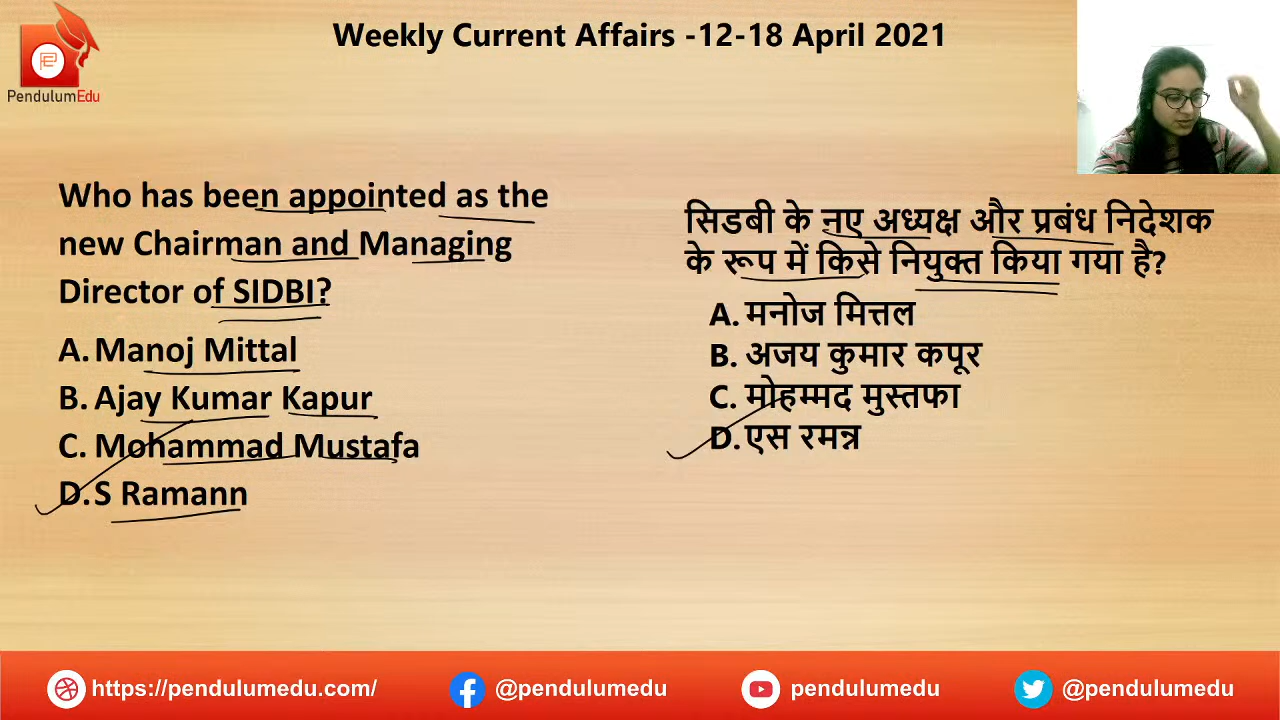 Weekly Current Affairs -12-18 April 2021
PendulumEdu
Who has been appointed as the
new Chairman and Managing
Director of SIDBI?
A. Manoj Mittal
B. Ajay Kumar Kapur
C. Mohammad Mustafa
D. S Ramann
सिडबी के नए अध्यक्ष और प्रबंध निदेशक
के रूप में किसे नियुक्त किया गया है?
A. मनोज मित्तल
B. अजय कुमार कपूर
C. मोहम्मद मुस्तफा
D. एस रमन्न
https://pendulumedu.com/
@pendulumedu
pendulumedu
@pendulumedu